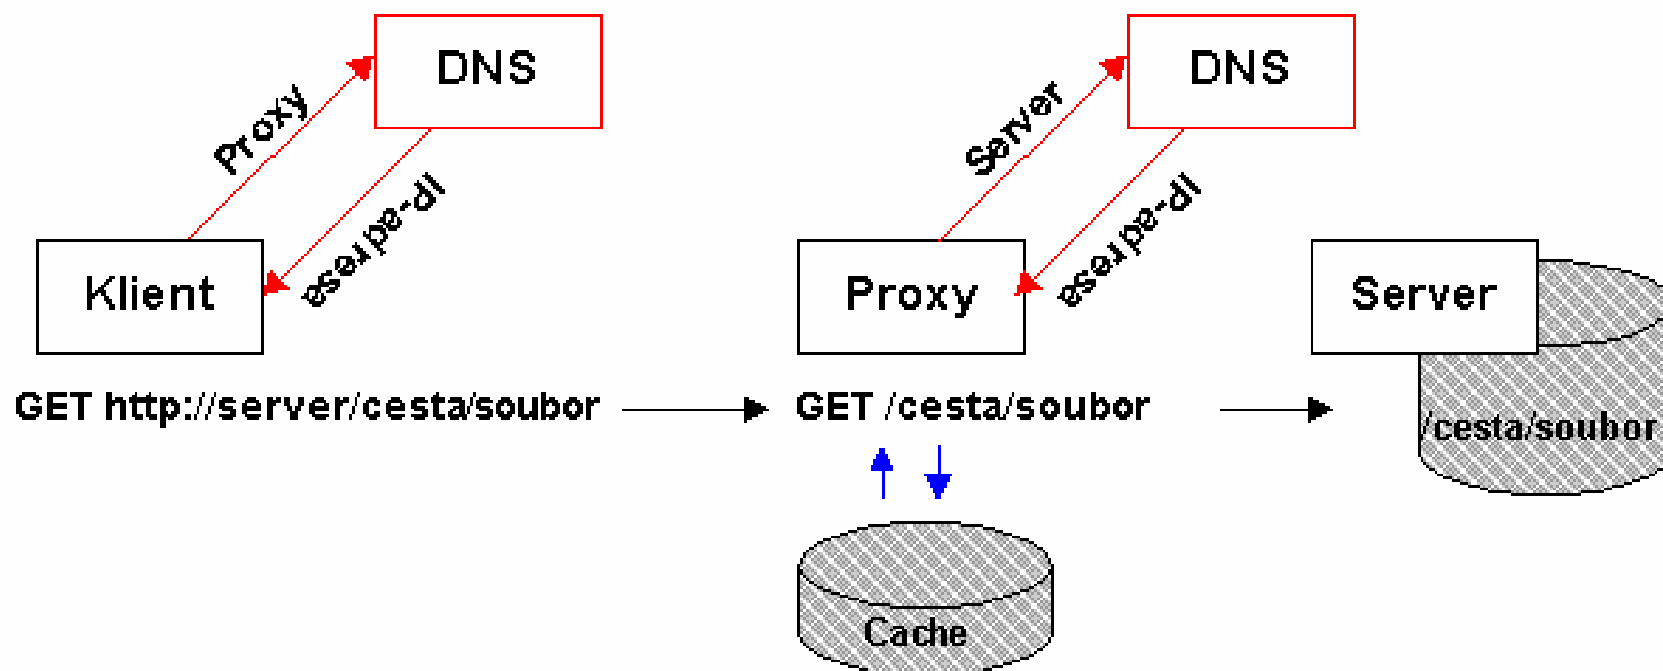 DNS
DNS
Proxy
IP-adresa
Server
IP-adresa
Klient
Proxy
Server
GET http://server/cesta/soubor
GET /cesta/soubor
/cesta/soubor
Cache